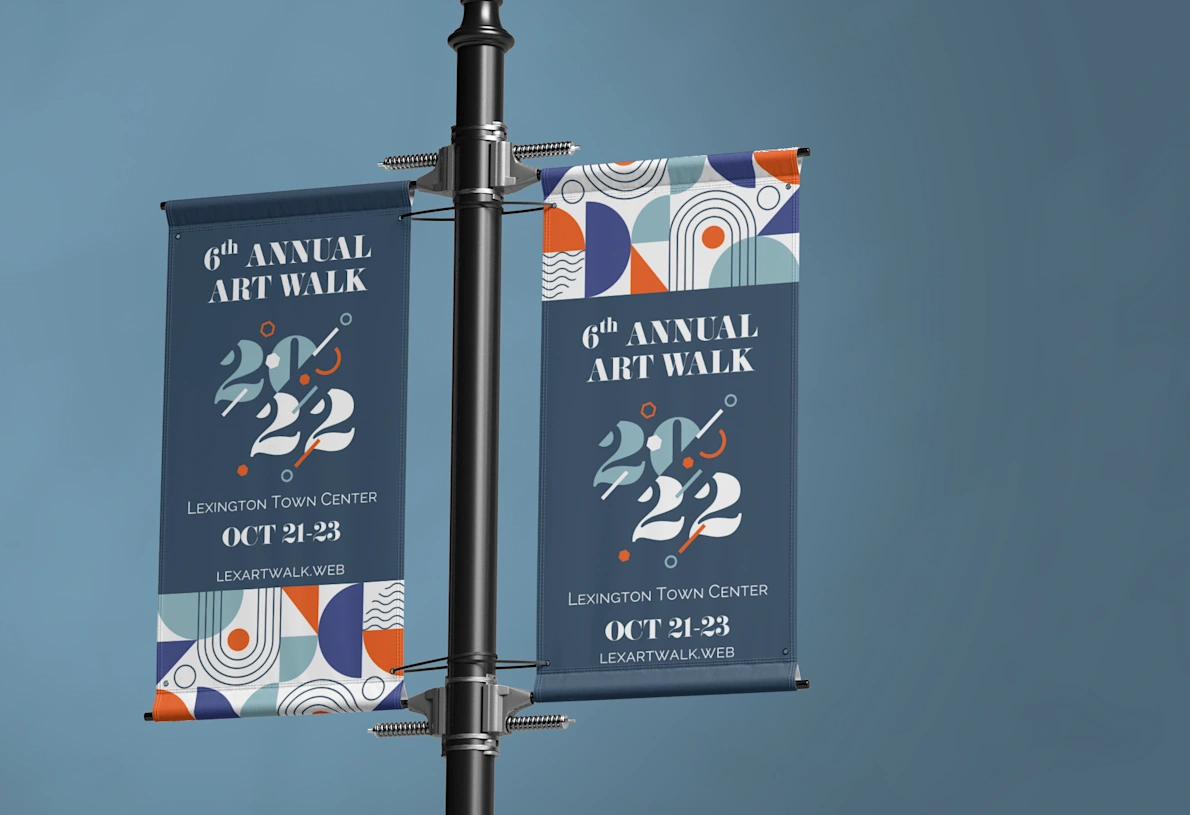 6th ANNUAL
ART WALK
20
22
LEXINGTON TOWN CENTER
OCT 21-23
LEXARTWALK.WEB
6th ANNUAL
ART WALK
20
22
LEXINGTON TOWN CENTER
OCT 21-23
LEXARTWALK.WEB